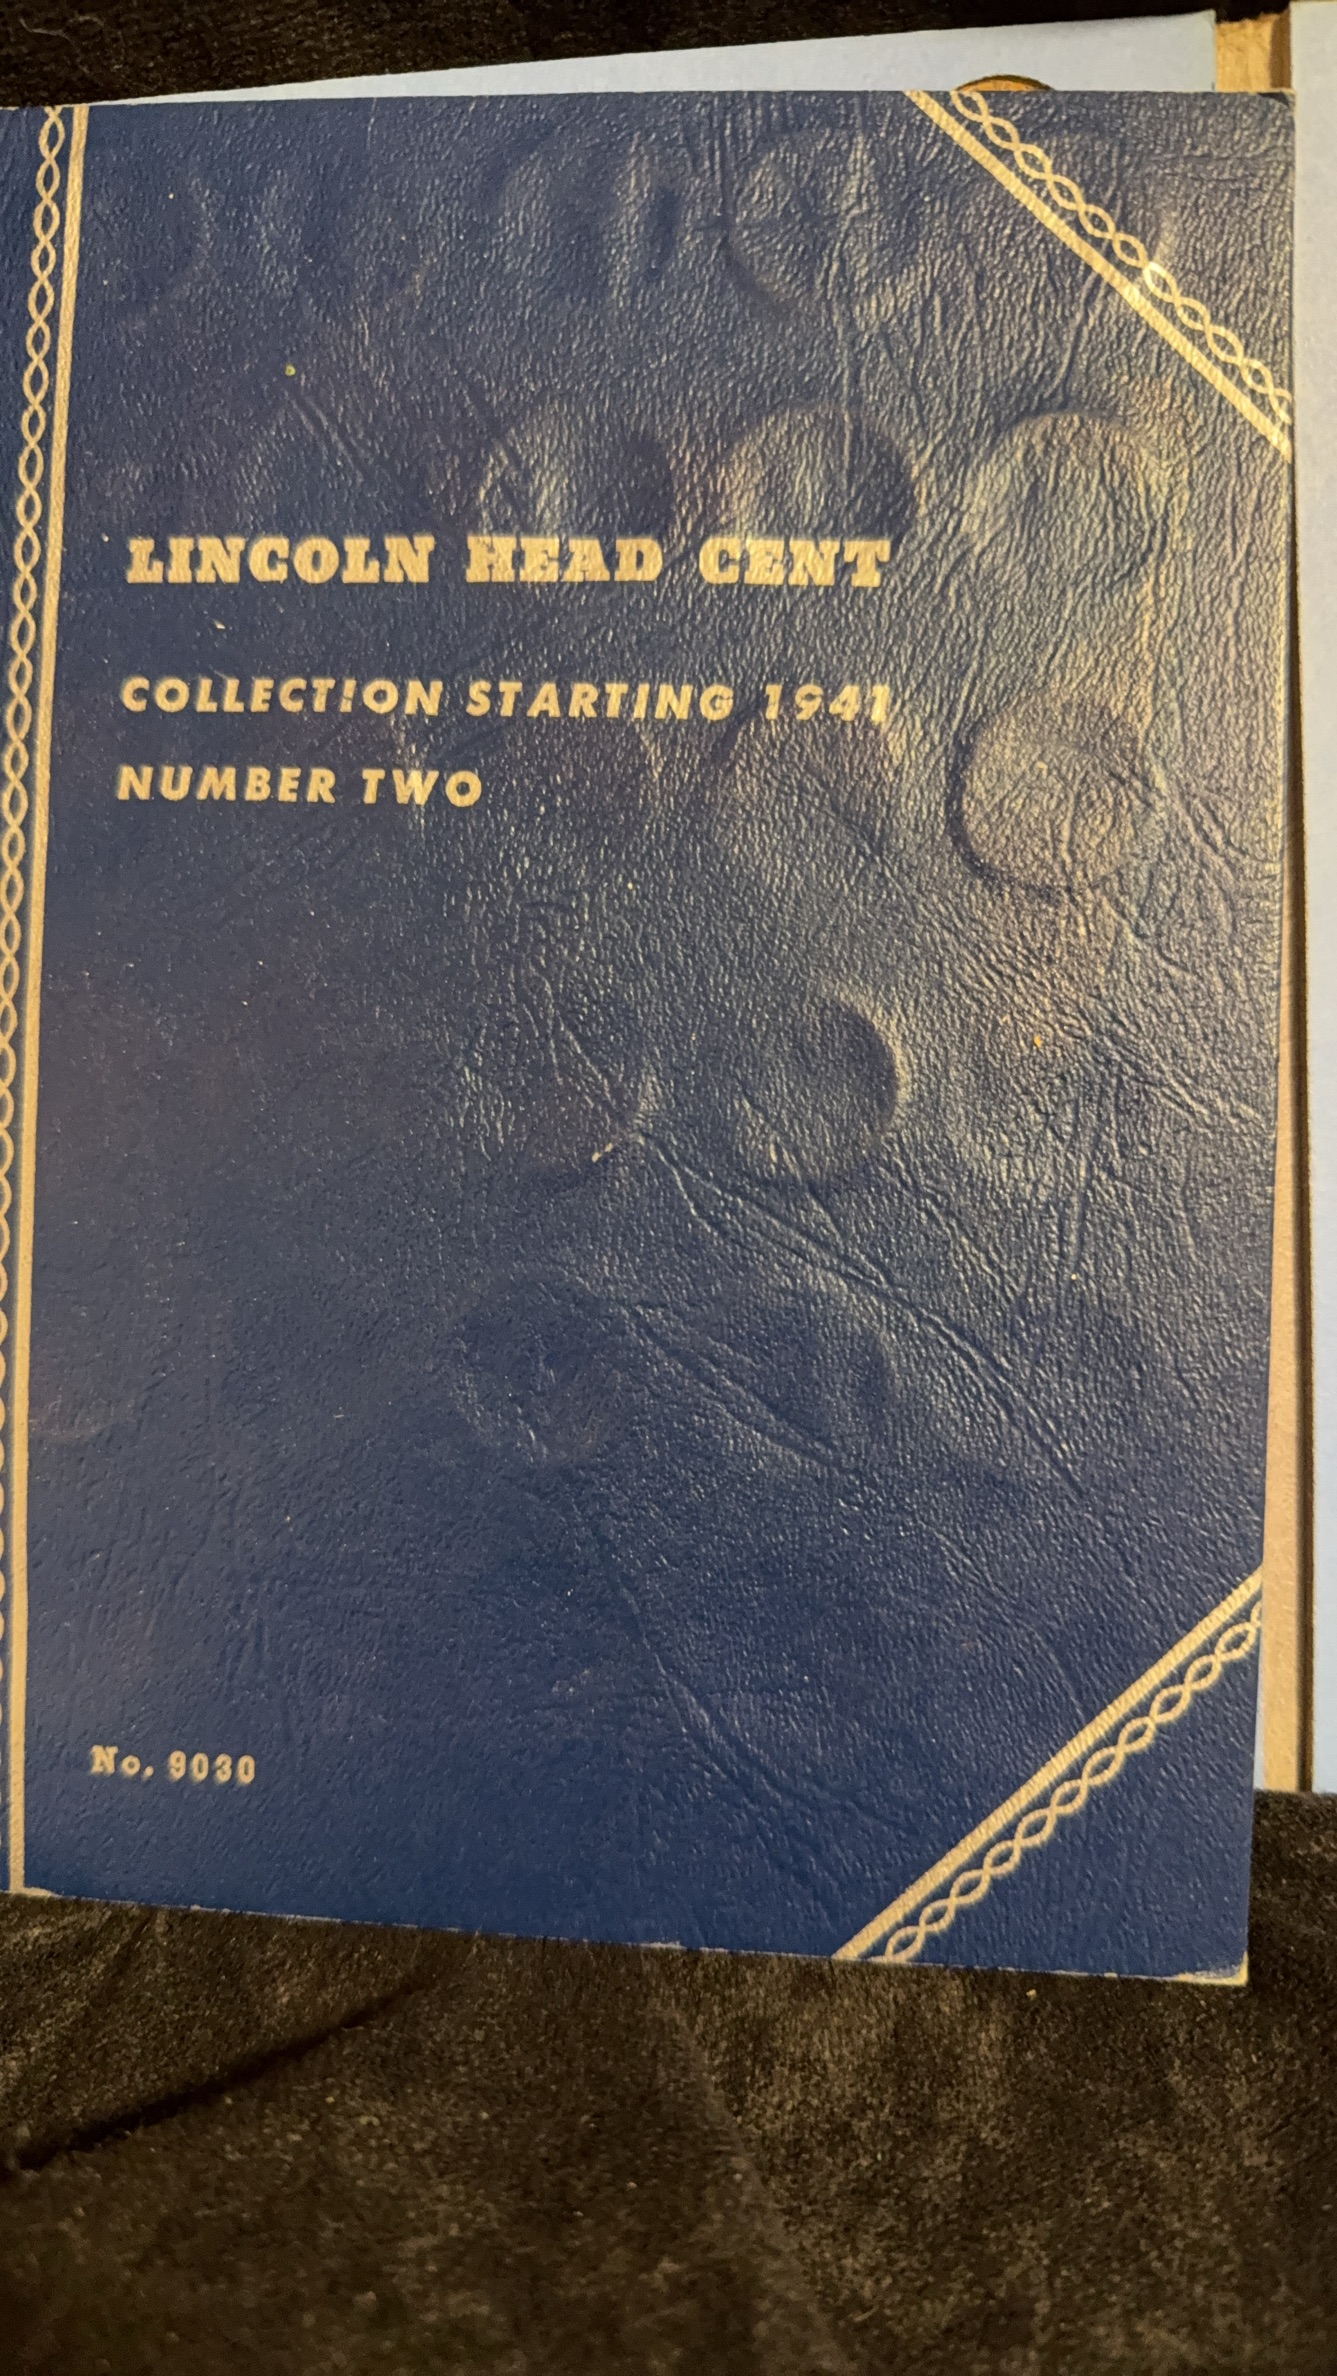 LINCOLN HEAD CENT
COLLECTION STARTING 1941
NUMBER TWO
No. 9030